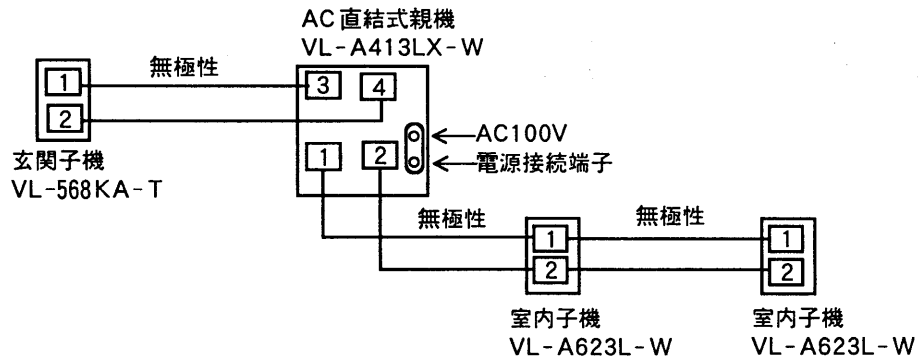 AC直結式親機
VL-A413LX-W
無極性
1
2
3
4
1
2
AC100V
電源接続端子
玄関子機
VL-568KA-T
無極性
無極性
1
2
1
2
室内子機
VL-A623L-W
室内子機
VL-A623L-W